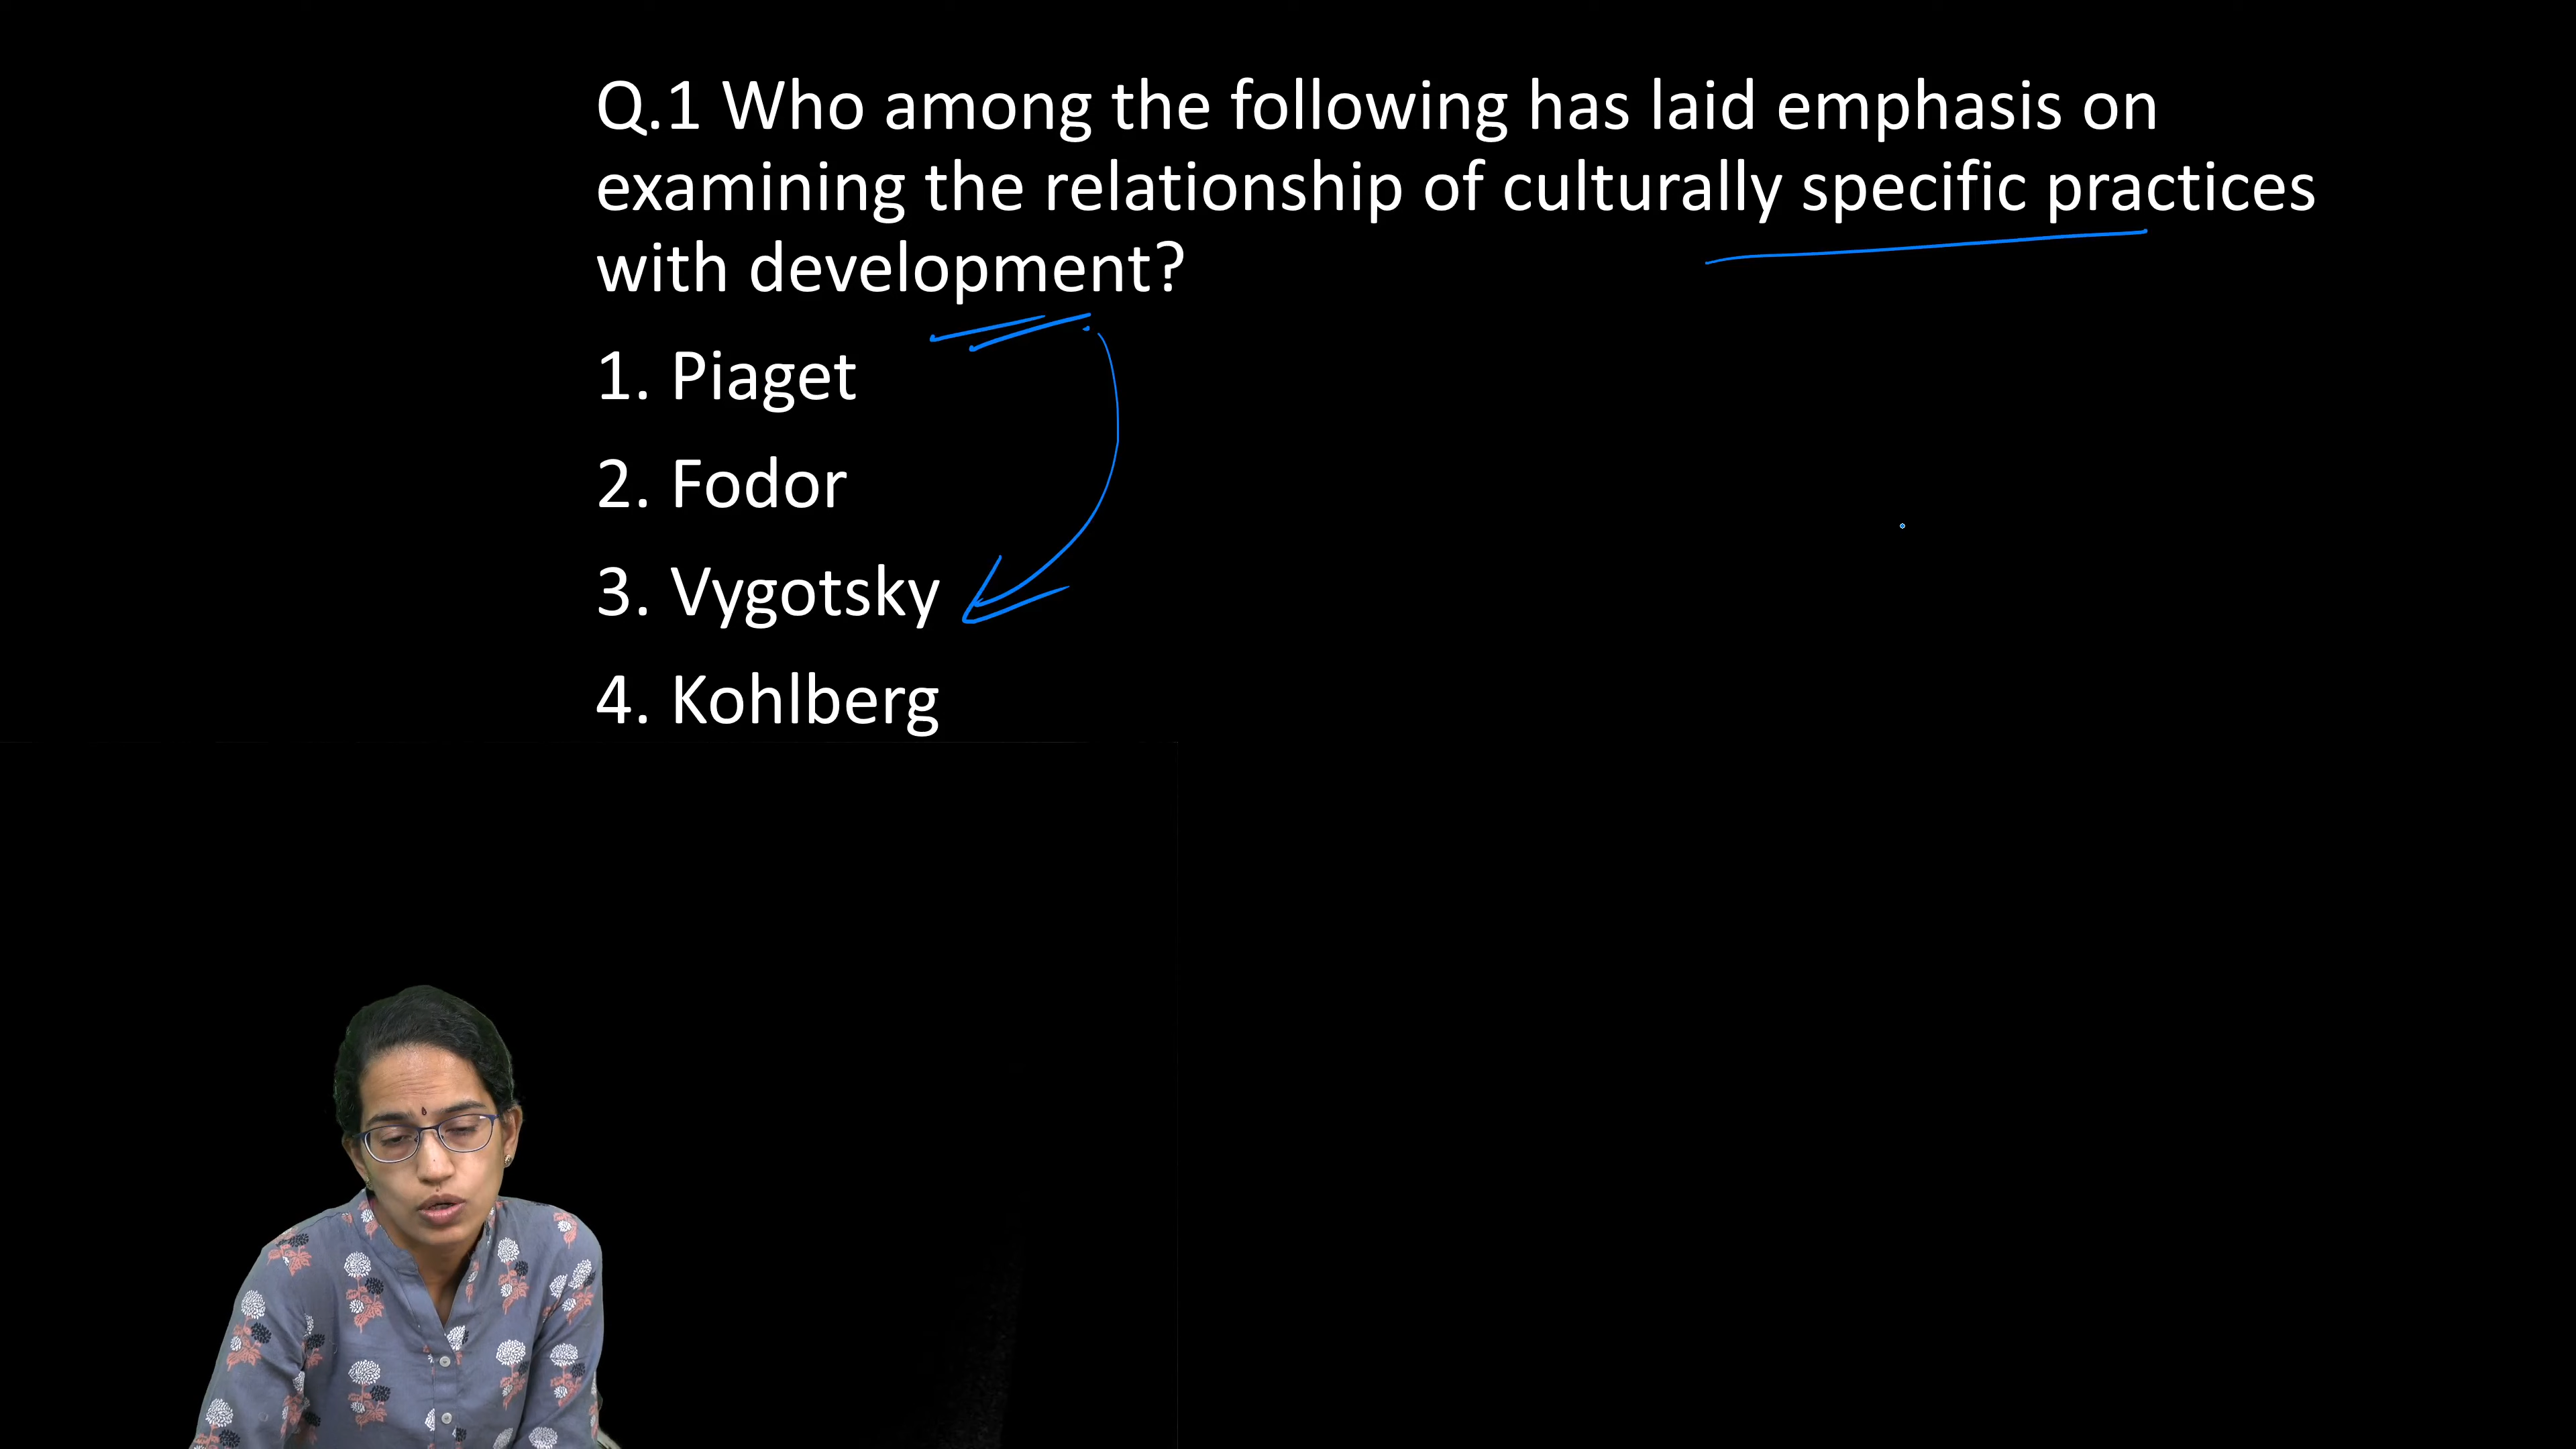 Q.1 Who among the following has laid emphasis on
examining the relationship of culturally specific practices
with development?
1. Piaget
2. Fodor
3. Vygotsky
4. Kohlberg